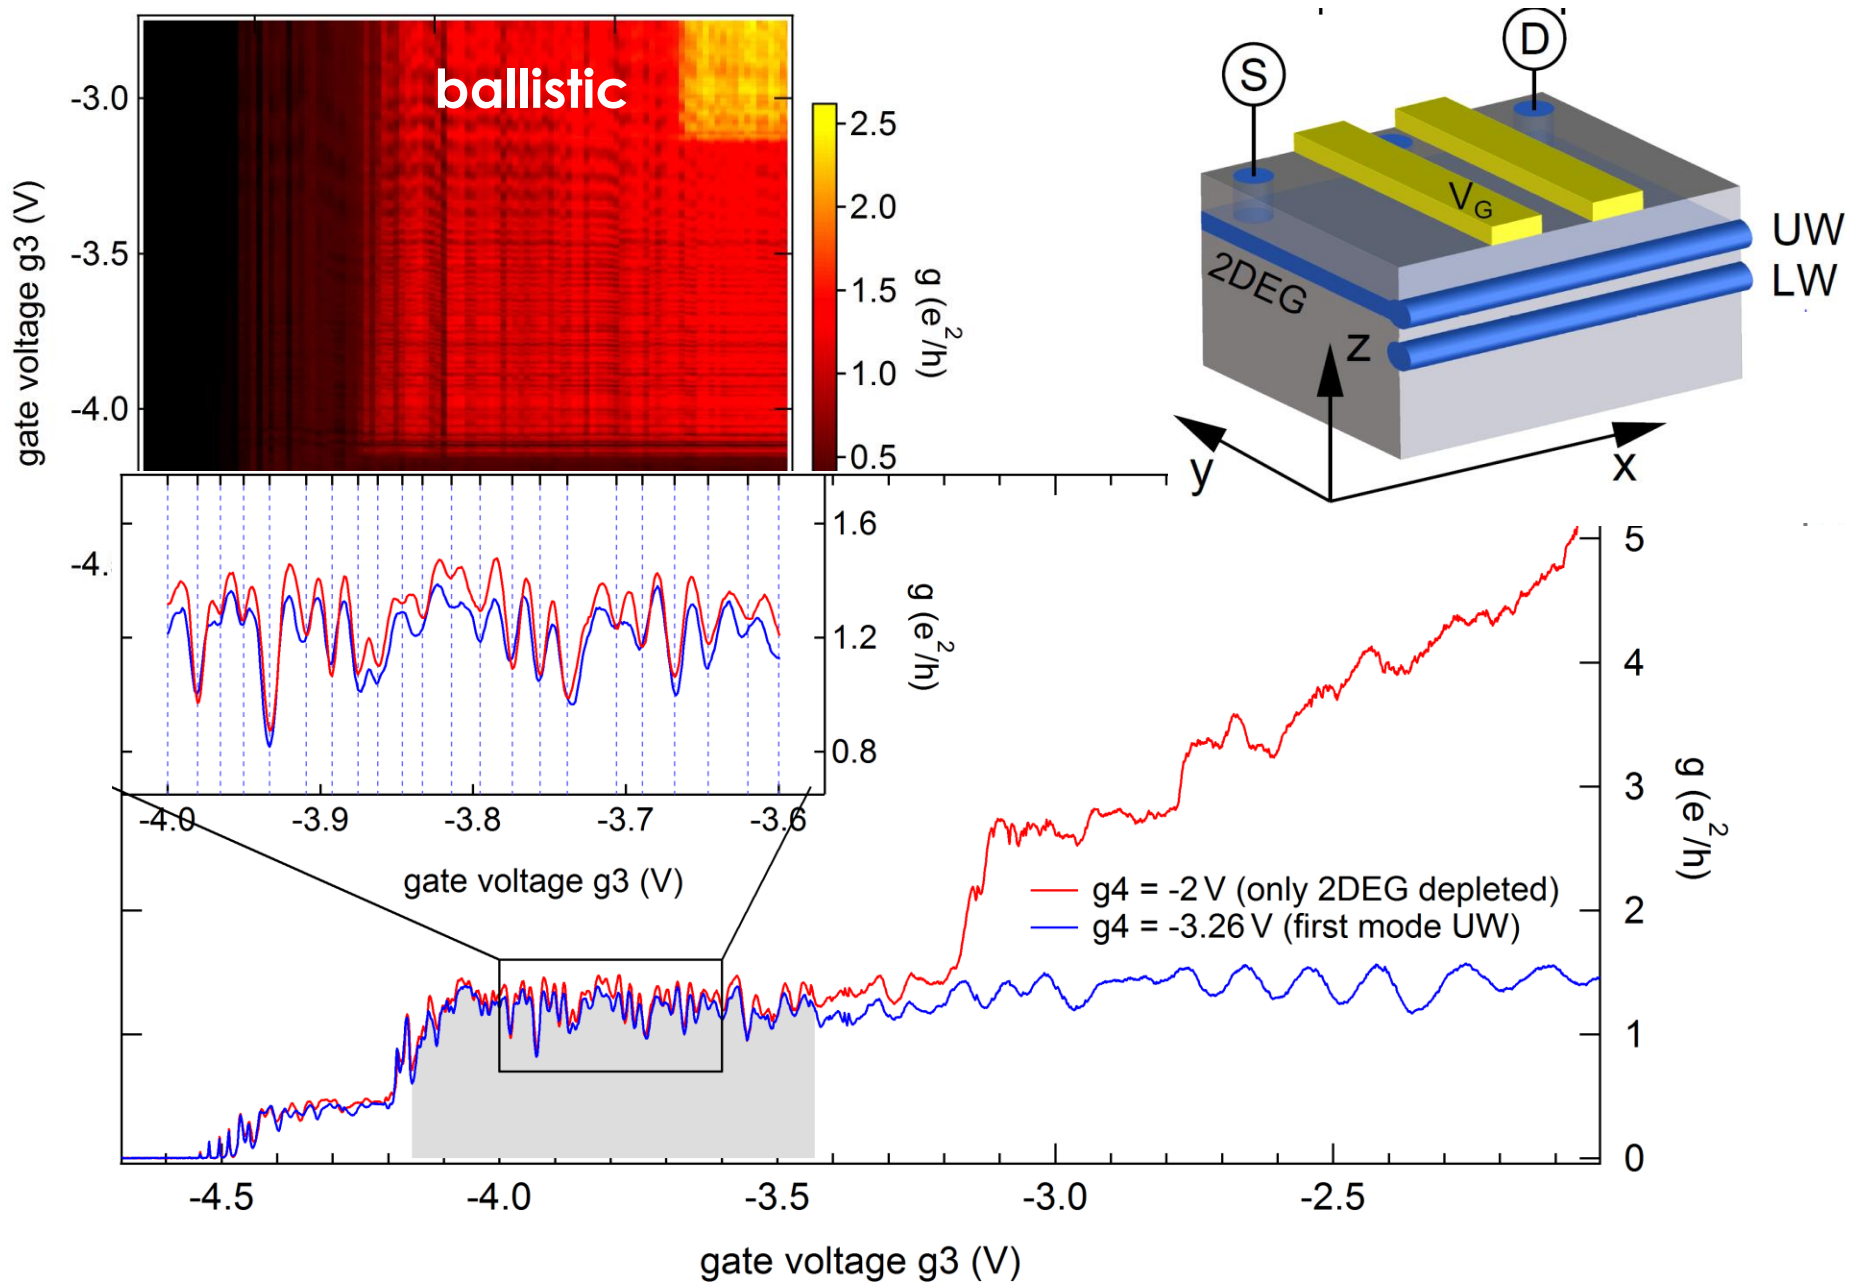 ballistic
-3.0
-3.5
-4.0
gate voltage g3 (V)
2.5
2.0
1.5
1.0
0.5
g (e²/h)
S
D
V_G
UW
LW
2DEG
z
y
x
-4.
1.6
1.2
0.8
g (e²/h)
-4.0 -3.9 -3.8 -3.7 -3.6
gate voltage g3 (V)
5
4
3
2
1
0
g (e²/h)
g4 = -2 V (only 2DEG depleted)
g4 = -3.26 V (first mode UW)
-4.5 -4.0 -3.5 -3.0 -2.5
gate voltage g3 (V)